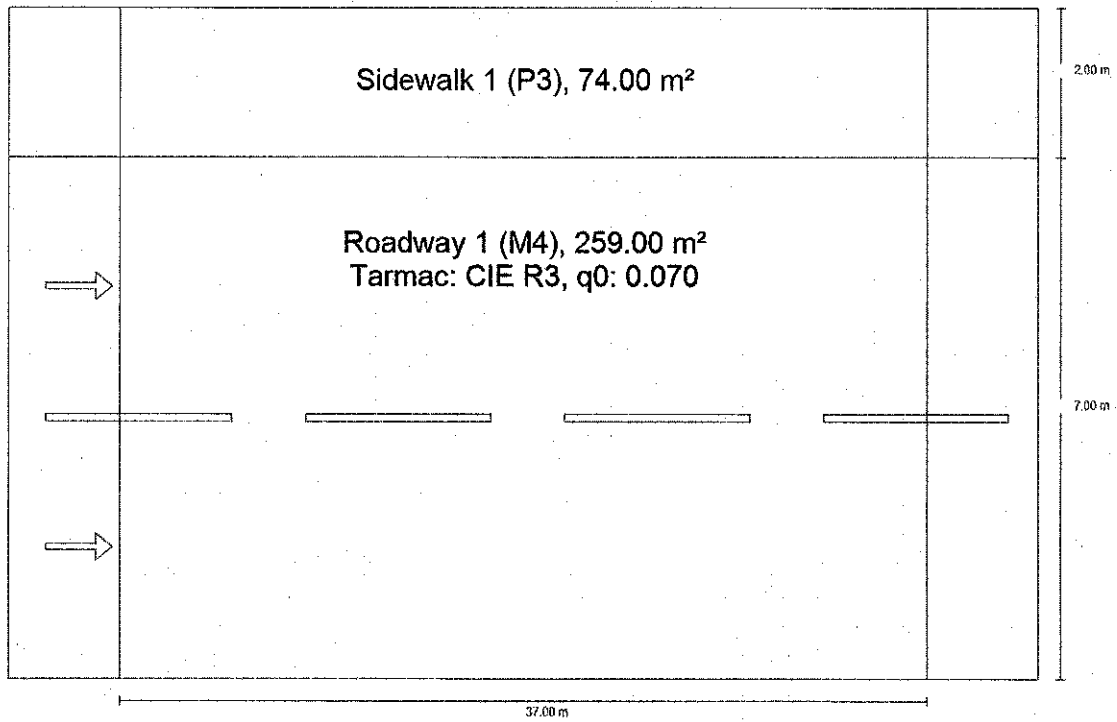 Sidewalk 1 (P3), 74.00 m²
2.00 m
Roadway 1 (M4), 259.00 m²
Tarmac: CIE R3, q0: 0.070
7.00 m
37.00 m